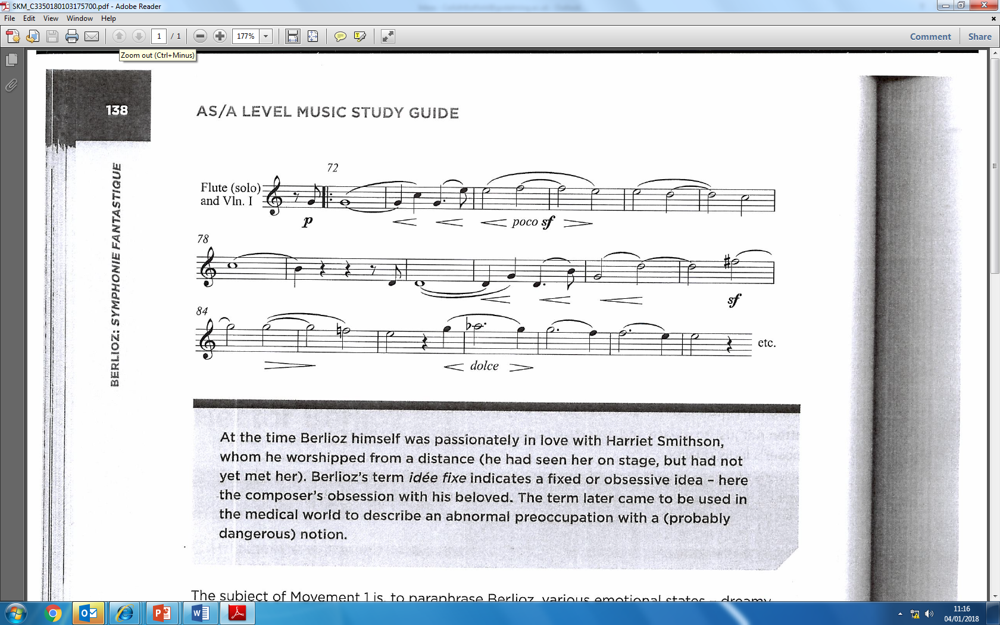 SKM_C3350180103175700.pdf - Adobe Reader
File Edit View Window Help
1 / 1 177% Comment Share
Zoom out (Ctrl+Minus)
138
AS/A LEVEL MUSIC STUDY GUIDE
BERLIOZ: SYMPHONIE FANTASTIQUE
72
Flute (solo)
and Vln. I
p poco sf
78
sf
84
etc.
dolce
At the time Berlioz himself was passionately in love with Harriet Smithson,
whom he worshipped from a distance (he had seen her on stage, but had not
yet met her). Berlioz's term idée fixe indicates a fixed or obsessive idea – here
the composer's obsession with his beloved. The term later came to be used in
the medical world to describe an abnormal preoccupation with a (probably
dangerous) notion.
The subject of Movement 1 is, to paraphrase Berlioz, various emotional states – dreamy
11:16
04/01/2018